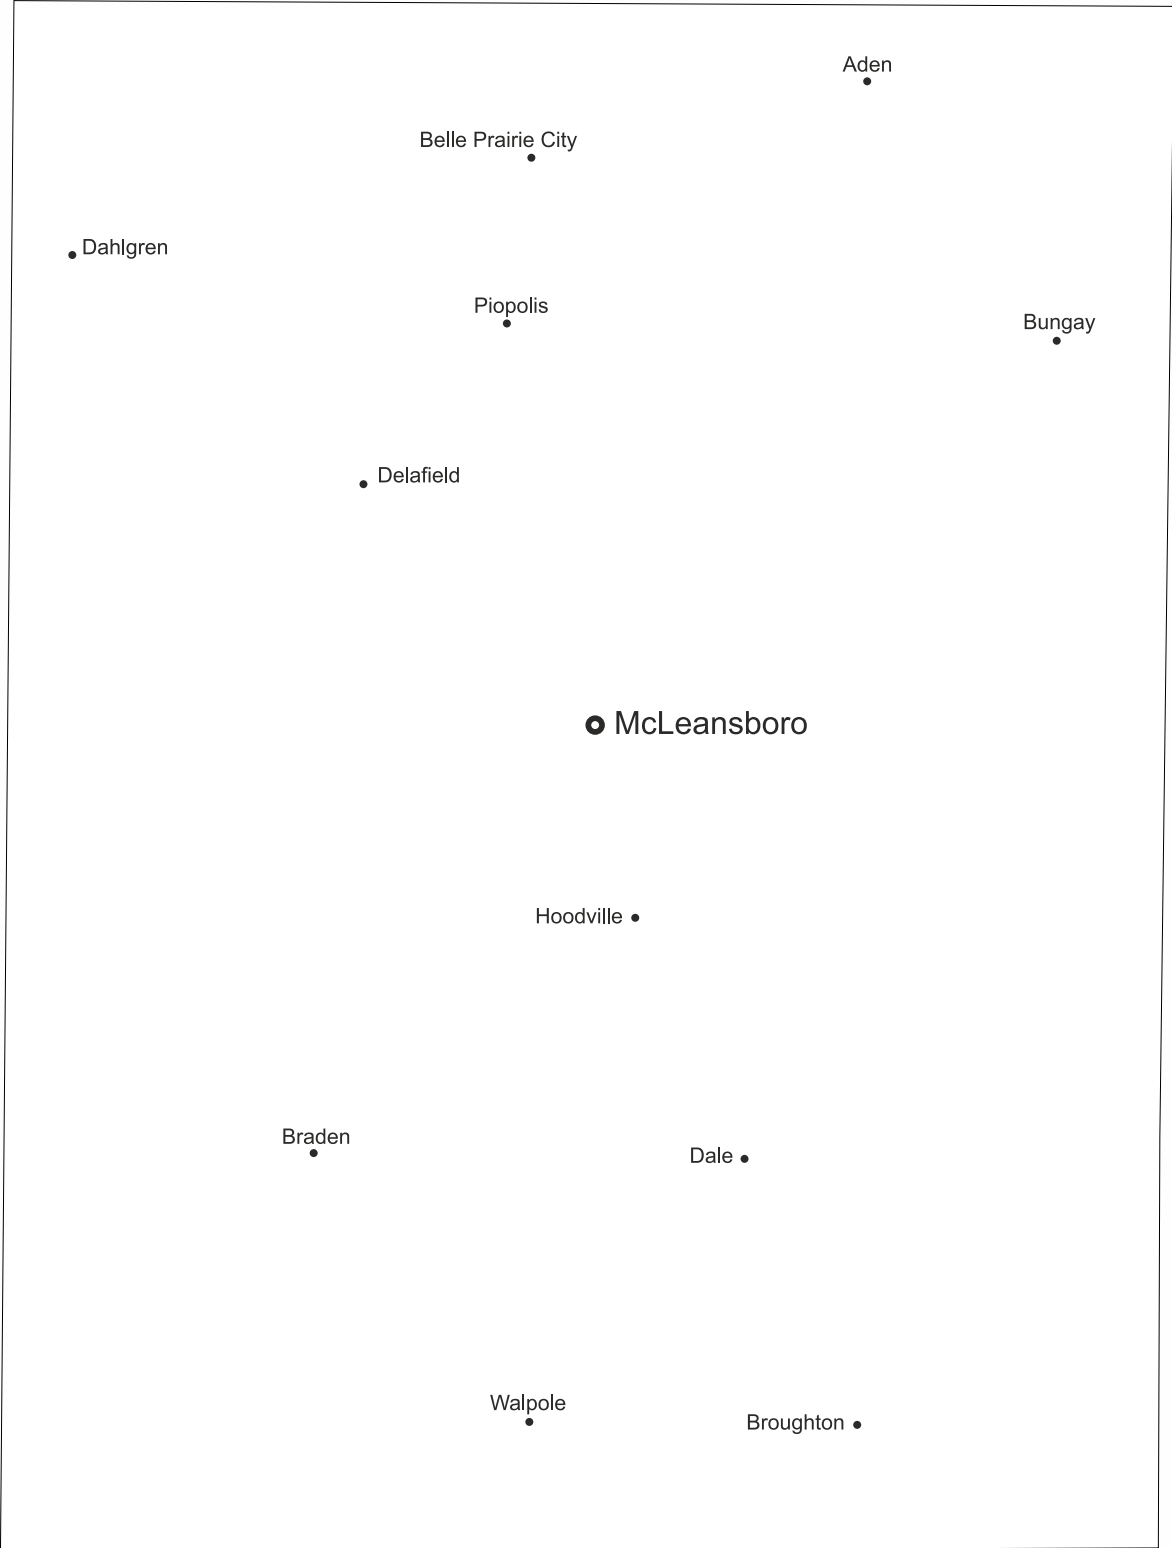 Aden
Belle Prairie City
Dahlgren
Piopolis
Bungay
Delafield
McLeansboro
Hoodville
Braden
Dale
Walpole
Broughton